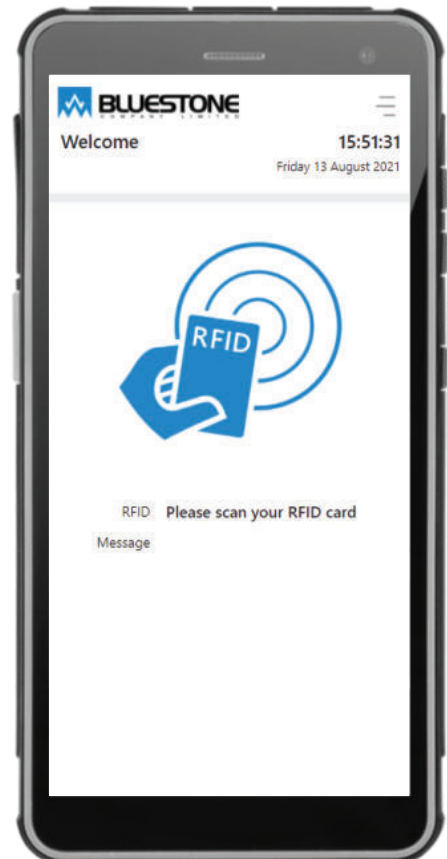 BLUESTONE
COMPANY LIMITED
Welcome 15:51:31
Friday 13 August 2021
RFID
RFID Please scan your RFID card
Message